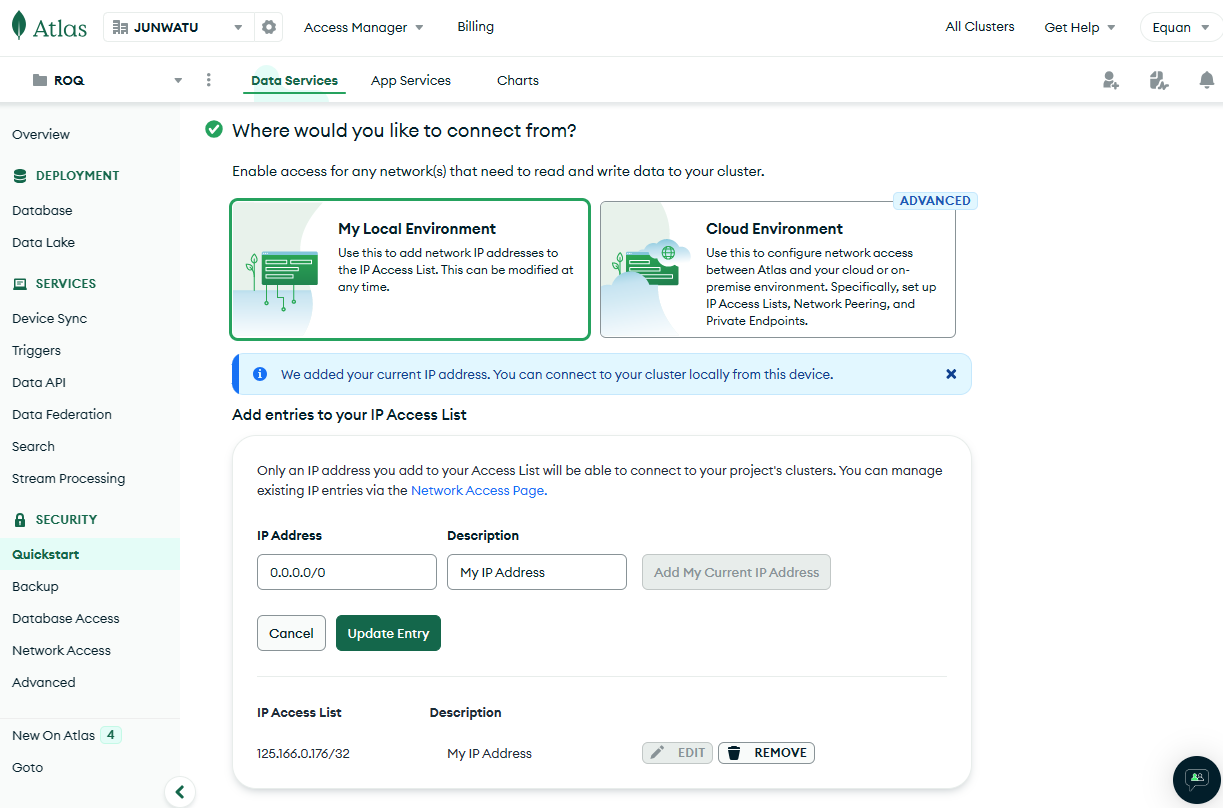 Atlas
JUNWATU
Access Manager
Billing
All Clusters
Get Help
Equan
ROQ
Data Services
App Services
Charts
Overview
DEPLOYMENT
Database
Data Lake
SERVICES
Device Sync
Triggers
Data API
Data Federation
Search
Stream Processing
SECURITY
Quickstart
Backup
Database Access
Network Access
Advanced
New On Atlas 4
Goto
Where would you like to connect from?
Enable access for any network(s) that need to read and write data to your cluster.
My Local Environment
Use this to add network IP addresses to
the IP Access List. This can be modified at
any time.
ADVANCED
Cloud Environment
Use this to configure network access
between Atlas and your cloud or on-
premise environment. Specifically, set up
IP Access Lists, Network Peering, and
Private Endpoints.
We added your current IP address. You can connect to your cluster locally from this device.
Add entries to your IP Access List
Only an IP address you add to your Access List will be able to connect to your project's clusters. You can manage
existing IP entries via the Network Access Page.
IP Address
Description
0.0.0.0/0
My IP Address
Add My Current IP Address
Cancel
Update Entry
IP Access List
Description
125.166.0.176/32
My IP Address
EDIT
REMOVE